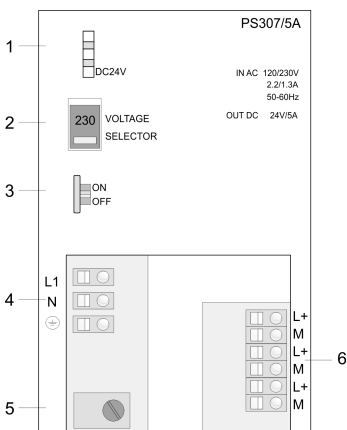 PS307/5A
1
DC24V
IN AC 120/230V
2.2/1.3A
50-60Hz
OUT DC 24V/5A
2
230
VOLTAGE
SELECTOR
3
ON
OFF
L1
4
N
L+
M
L+
M
L+
M
6
5